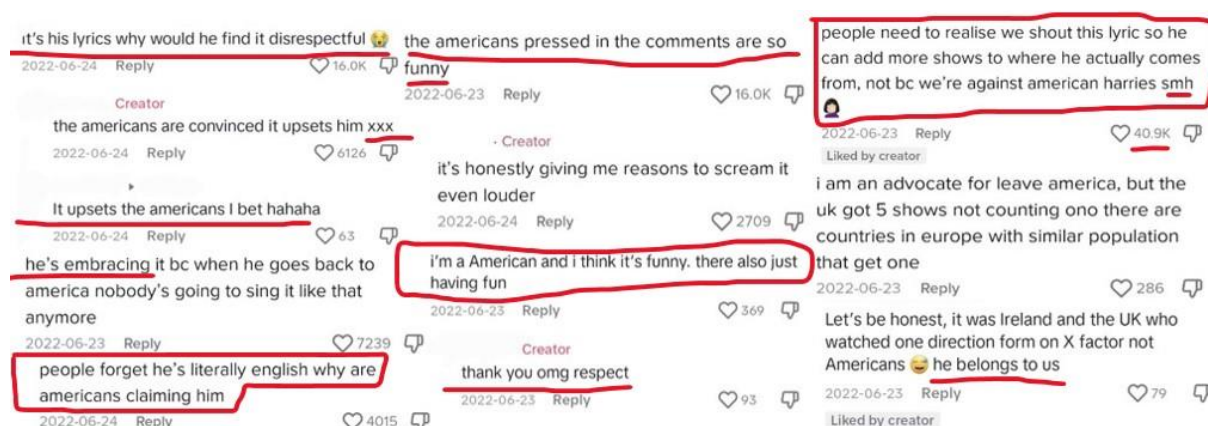 it's his lyrics why would he find it disrespectful 😭
2022-06-24 Reply 16.0K
Creator
the americans are convinced it upsets him xxx
2022-06-24 Reply 6126
It upsets the americans I bet hahaha
2022-06-24 Reply 63
he's embracing it bc when he goes back to
america nobody's going to sing it like that
anymore
2022-06-23 Reply 7239
people forget he's literally english why are
americans claiming him
2022-06-24 Reply 4015
the americans pressed in the comments are so
funny
2022-06-23 Reply 16.0K
· Creator
it's honestly giving me reasons to scream it
even louder
2022-06-24 Reply 2709
i'm a American and i think it's funny. there also just
having fun
2022-06-23 Reply 369
Creator
thank you omg respect
2022-06-23 Reply 93
people need to realise we shout this lyric so he
can add more shows to where he actually comes
from, not bc we're against american harries smh
🤦🏻‍♀️
2022-06-23 Reply 40.9K
Liked by creator
i am an advocate for leave america, but the
uk got 5 shows not counting ono there are
countries in europe with similar population
that get one
2022-06-23 Reply 286
Let's be honest, it was Ireland and the UK who
watched one direction form on X factor not
Americans 😅 he belongs to us
2022-06-23 Reply 79
Liked by creator